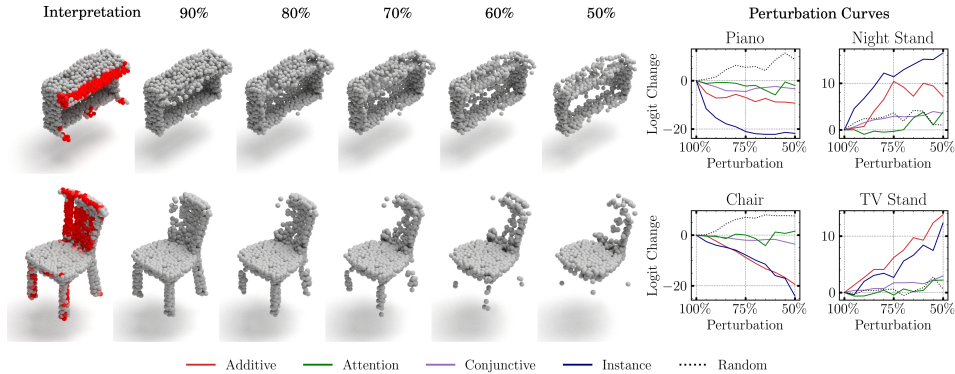 Interpretation 90% 80% 70% 60% 50% Perturbation Curves
Piano Night Stand
Logit Change
0
−20
10
0
100% 75% 50% 100% 75% 50%
Perturbation Perturbation
Chair TV Stand
Logit Change
0
−20
10
0
100% 75% 50% 100% 75% 50%
Perturbation Perturbation
Additive Attention Conjunctive Instance Random